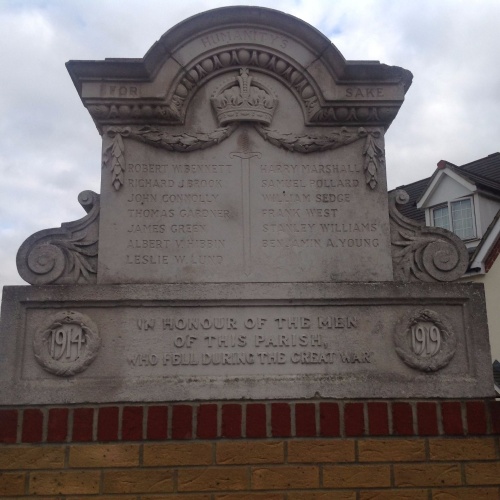 HUMANITY'S
FOR SAKE
ROBERT W. BENNETT
RICHARD J. BROOK
JOHN CONNOLLY
THOMAS GARDNER
JAMES GREEN
ALBERT V. HIBBIN
LESLIE W. LUND
HARRY MARSHALL
SAMUEL POLLARD
WILLIAM SEDGE
FRANK WEST
STANLEY WILLIAMS
BENJAMIN A. YOUNG
1914
IN HONOUR OF THE MEN
OF THIS PARISH,
WHO FELL DURING THE GREAT WAR
1919